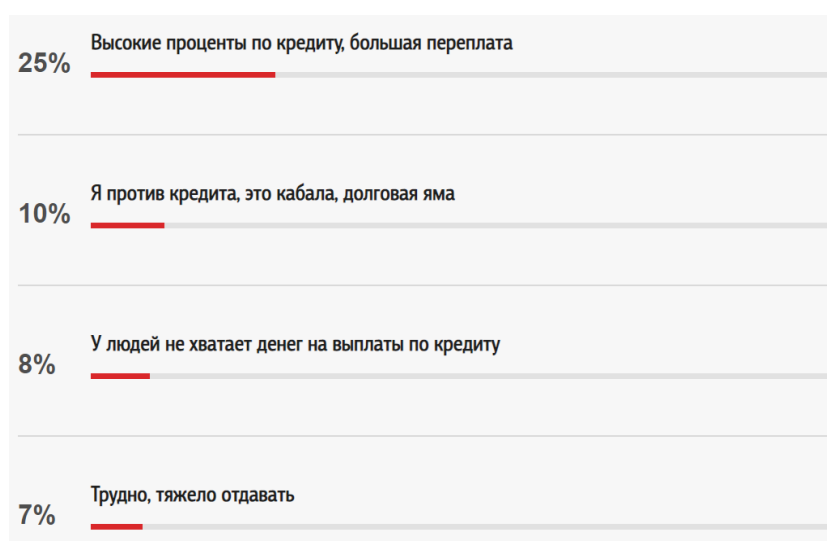 Высокие проценты по кредиту, большая переплата
25%
Я против кредита, это кабала, долговая яма
10%
У людей не хватает денег на выплаты по кредиту
8%
Трудно, тяжело отдавать
7%